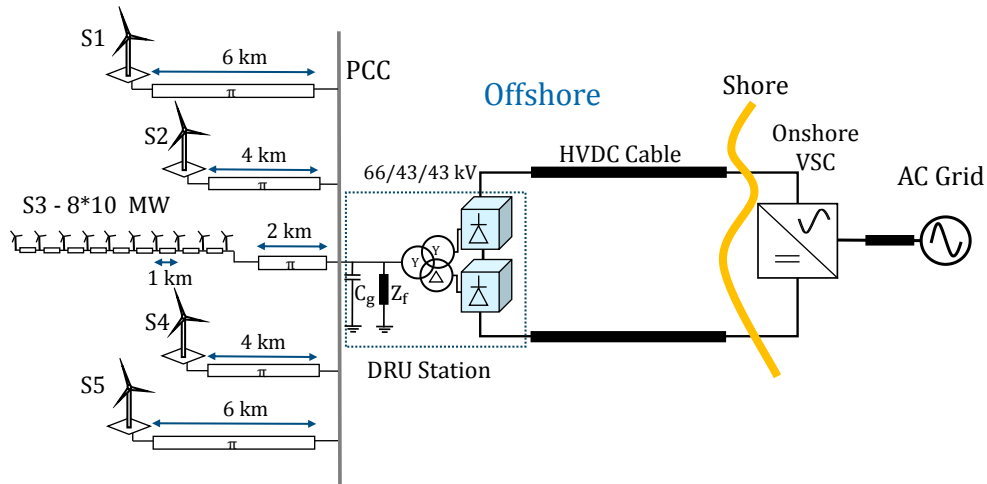 S1
6 km
π
PCC
S2
4 km
π
S3 - 8*10 MW
1 km
2 km
π
S4
4 km
π
S5
6 km
π
Offshore
Shore
66/43/43 kV
HVDC Cable
Onshore
VSC
AC Grid
Y
Y
Δ
Cg
Zf
DRU Station